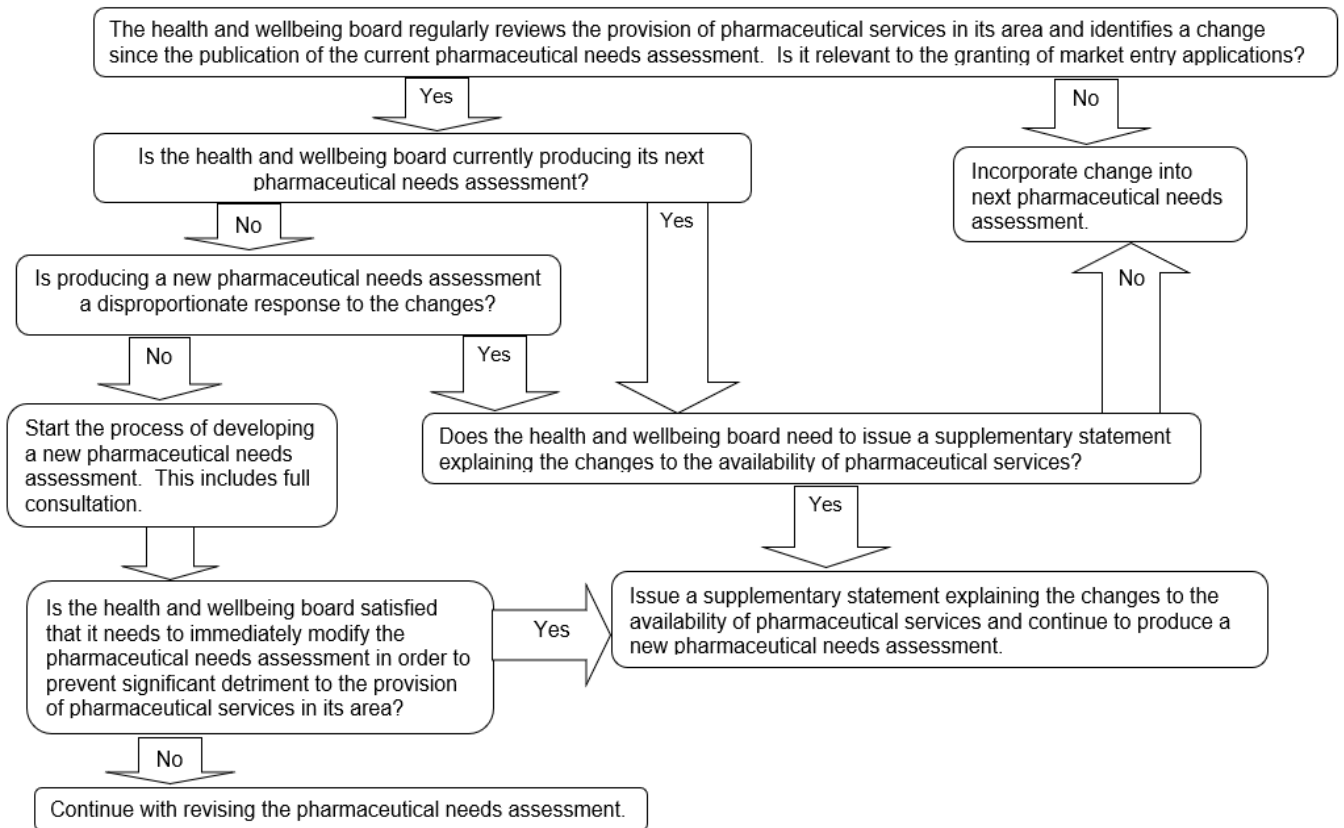 The health and wellbeing board regularly reviews the provision of pharmaceutical services in its area and identifies a change
since the publication of the current pharmaceutical needs assessment.  Is it relevant to the granting of market entry applications?
Yes
No
Is the health and wellbeing board currently producing its next
pharmaceutical needs assessment?
Incorporate change into
next pharmaceutical needs
assessment.
No
Yes
No
Is producing a new pharmaceutical needs assessment
a disproportionate response to the changes?
No
Yes
Start the process of developing
a new pharmaceutical needs
assessment.  This includes full
consultation.
Does the health and wellbeing board need to issue a supplementary statement
explaining the changes to the availability of pharmaceutical services?
Yes
Is the health and wellbeing board satisfied
that it needs to immediately modify the
pharmaceutical needs assessment in order to
prevent significant detriment to the provision
of pharmaceutical services in its area?
Yes
Issue a supplementary statement explaining the changes to the
availability of pharmaceutical services and continue to produce a
new pharmaceutical needs assessment.
No
Continue with revising the pharmaceutical needs assessment.